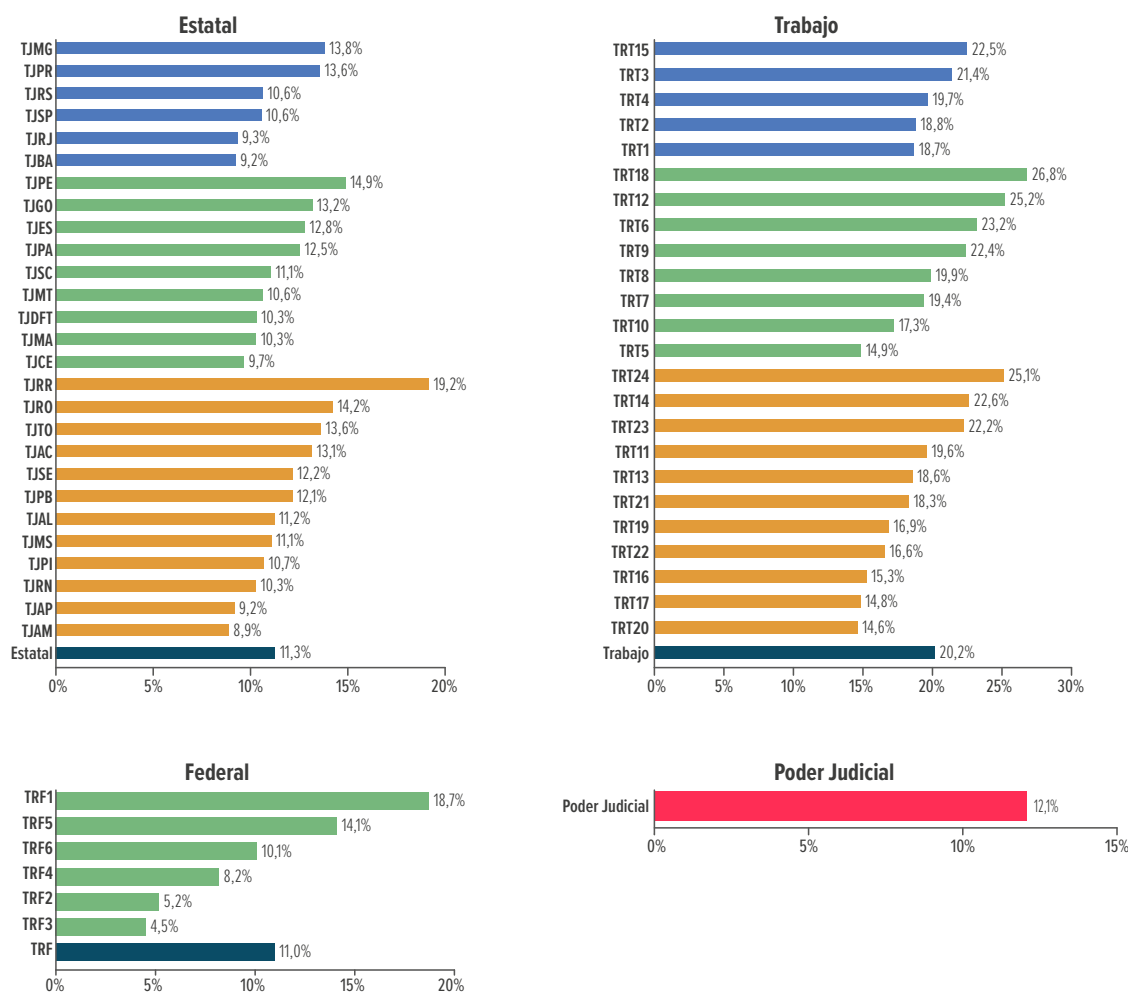 Estatal
TJMG 13,8%
TJPR 13,6%
TJRS 10,6%
TJSP 10,6%
TJRJ 9,3%
TJBA 9,2%
TJPE 14,9%
TJGO 13,2%
TJES 12,8%
TJPA 12,5%
TJSC 11,1%
TJMT 10,6%
TJDFT 10,3%
TJMA 10,3%
TJCE 9,7%
TJRR 19,2%
TJRO 14,2%
TJTO 13,6%
TJAC 13,1%
TJSE 12,2%
TJPB 12,1%
TJAL 11,2%
TJMS 11,1%
TJPI 10,7%
TJRN 10,3%
TJAP 9,2%
TJAM 8,9%
Estatal 11,3%
0% 5% 10% 15% 20%
Trabajo
TRT15 22,5%
TRT3 21,4%
TRT4 19,7%
TRT2 18,8%
TRT1 18,7%
TRT18 26,8%
TRT12 25,2%
TRT6 23,2%
TRT9 22,4%
TRT8 19,9%
TRT7 19,4%
TRT10 17,3%
TRT5 14,9%
TRT24 25,1%
TRT14 22,6%
TRT23 22,2%
TRT11 19,6%
TRT13 18,6%
TRT21 18,3%
TRT19 16,9%
TRT22 16,6%
TRT16 15,3%
TRT17 14,8%
TRT20 14,6%
Trabajo 20,2%
0% 5% 10% 15% 20% 25% 30%
Federal
TRF1 18,7%
TRF5 14,1%
TRF6 10,1%
TRF4 8,2%
TRF2 5,2%
TRF3 4,5%
TRF 11,0%
0% 5% 10% 15% 20%
Poder Judicial
Poder Judicial 12,1%
0% 5% 10% 15%